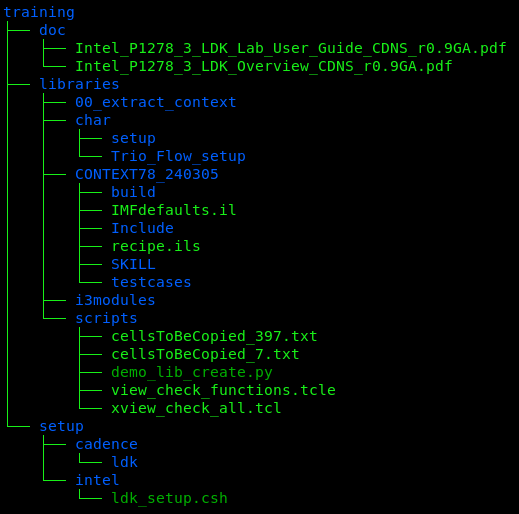 training
doc
Intel_P1278_3_LDK_Lab_User_Guide_CDNS_r0.9GA.pdf
Intel_P1278_3_LDK_Overview_CDNS_r0.9GA.pdf
libraries
00_extract_context
char
setup
Trio_Flow_setup
CONTEXT78_240305
build
IMFdefaults.il
Include
recipe.ils
SKILL
testcases
i3modules
scripts
cellsToBeCopied_397.txt
cellsToBeCopied_7.txt
demo_lib_create.py
view_check_functions.tcle
xview_check_all.tcl
setup
cadence
ldk
intel
ldk_setup.csh